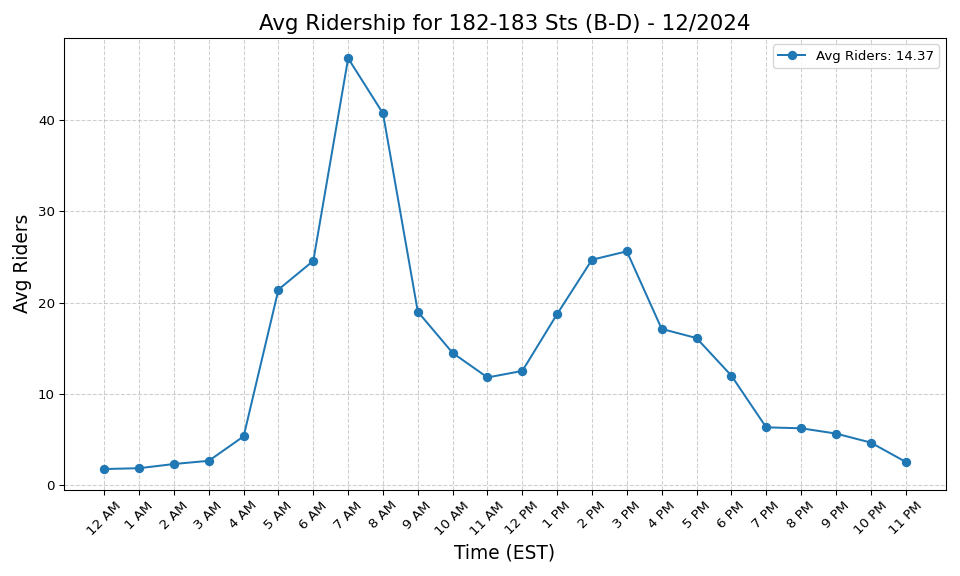 Avg Ridership for 182-183 Sts (B-D) - 12/2024
Avg Riders: 14.37
Avg Riders
40
30
20
10
0
12 AM
1 AM
2 AM
3 AM
4 AM
5 AM
6 AM
7 AM
8 AM
9 AM
10 AM
11 AM
12 PM
1 PM
2 PM
3 PM
4 PM
5 PM
6 PM
7 PM
8 PM
9 PM
10 PM
11 PM
Time (EST)